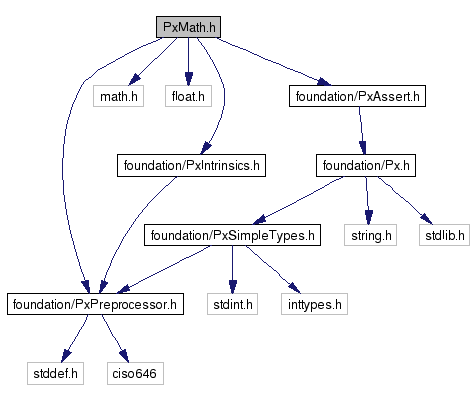 PxMath.h
math.h
float.h
foundation/PxAssert.h
foundation/PxIntrinsics.h
foundation/Px.h
foundation/PxSimpleTypes.h
string.h
stdlib.h
foundation/PxPreprocessor.h
stdint.h
inttypes.h
stddef.h
ciso646